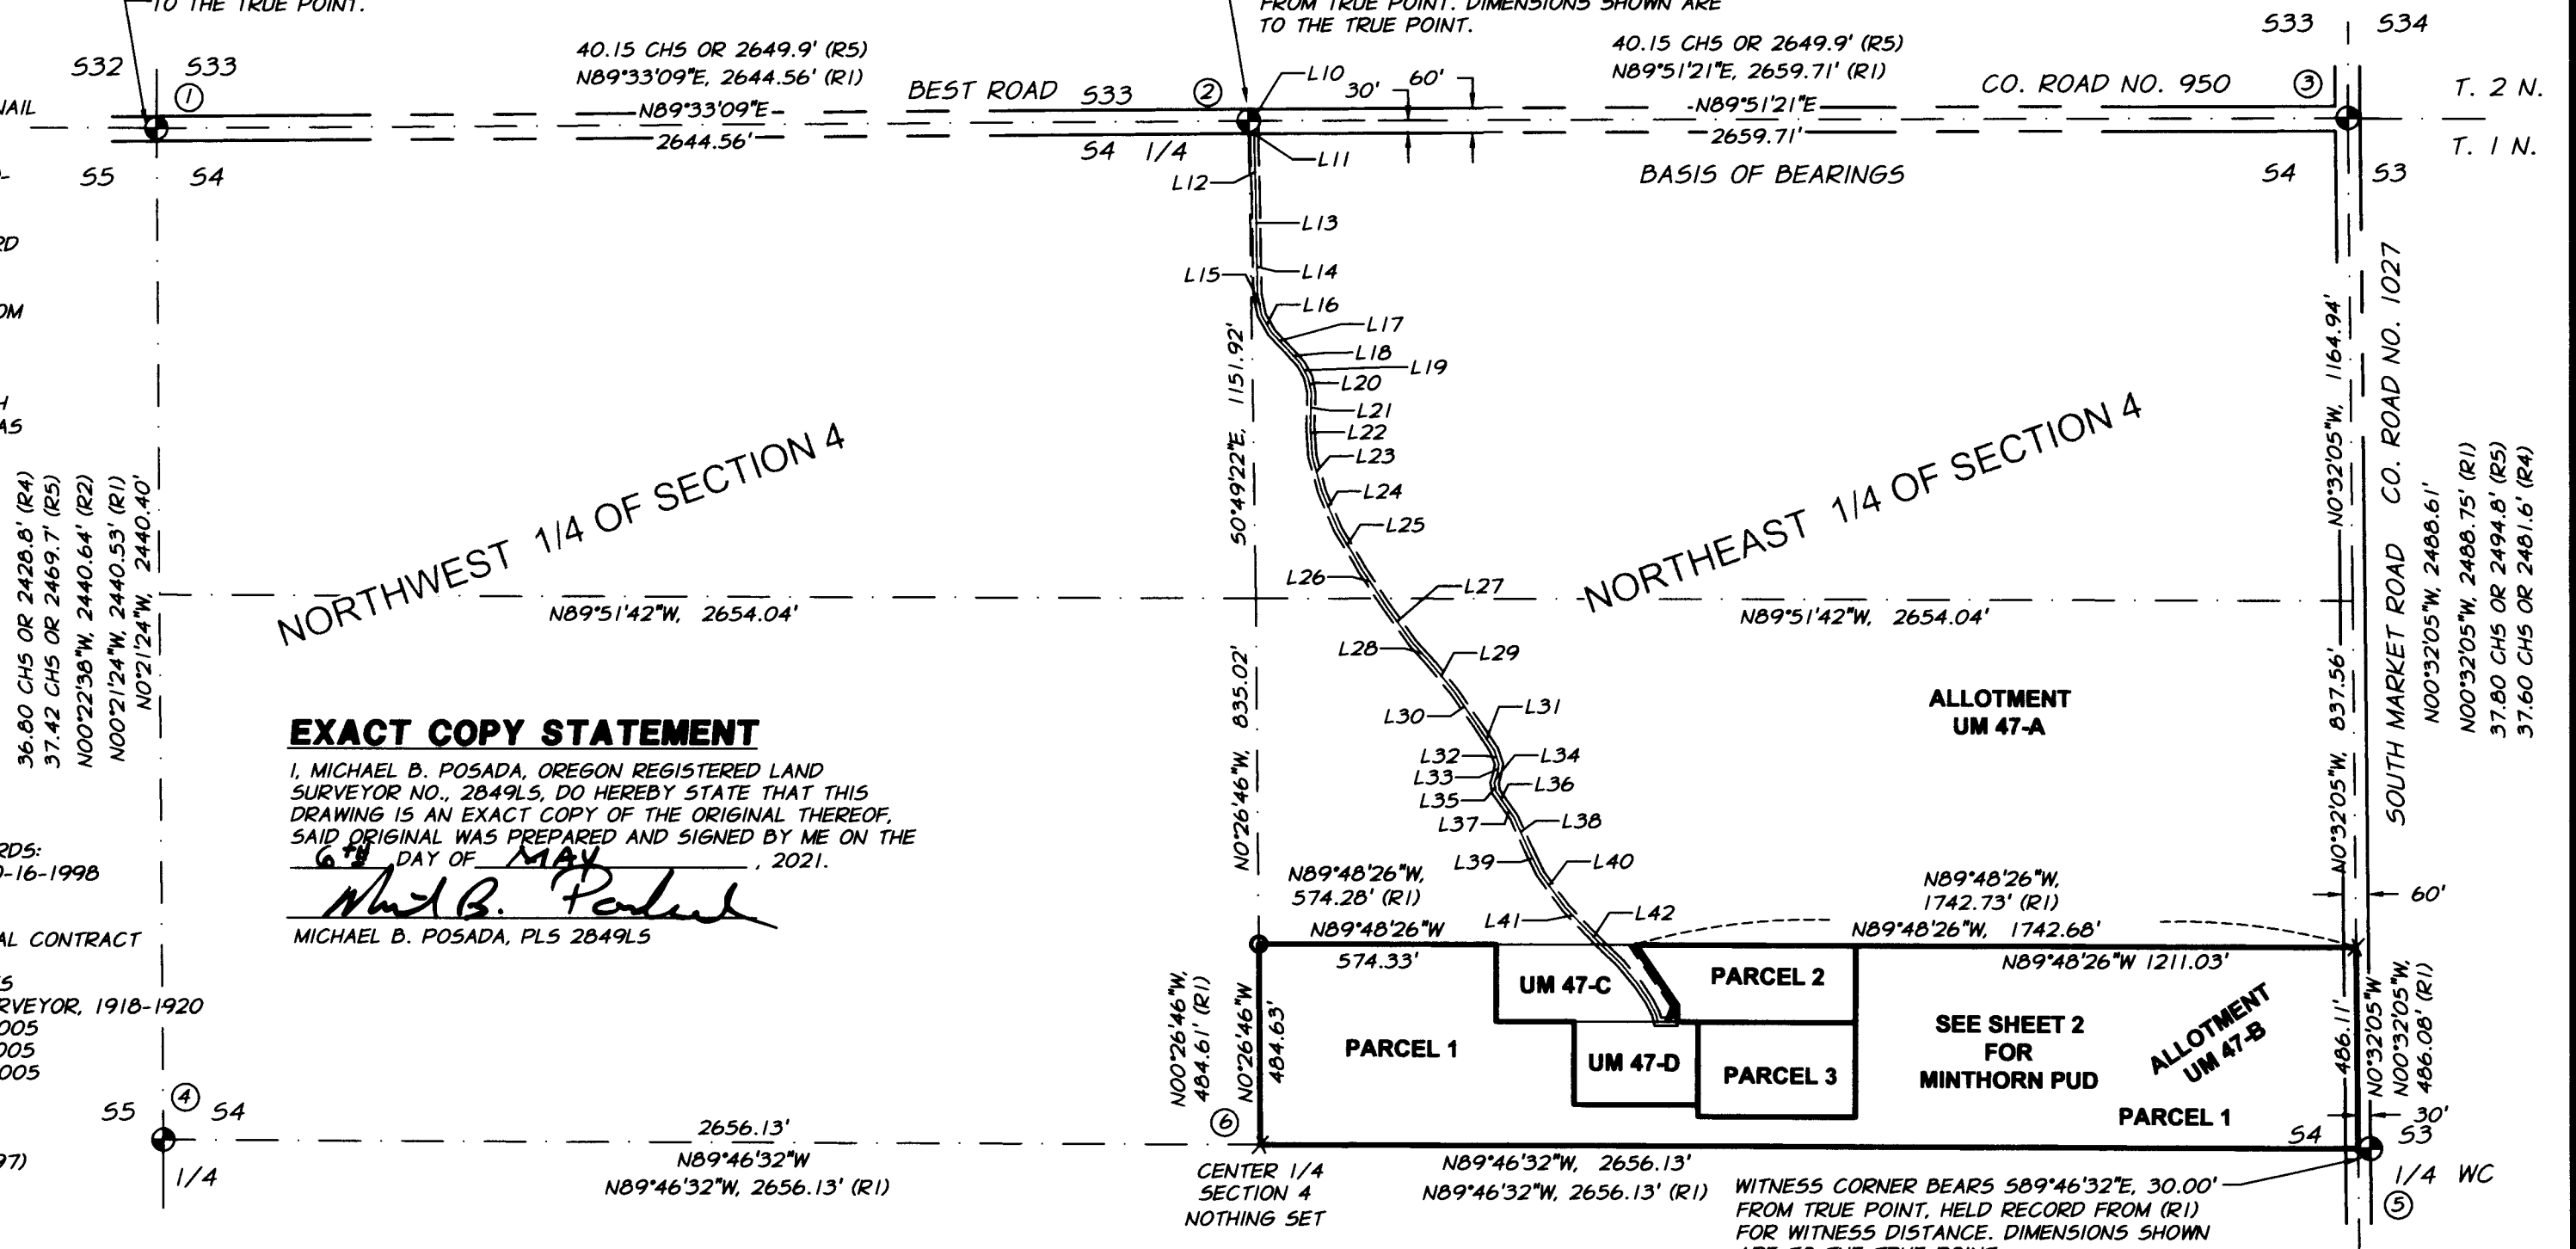 TO THE TRUE POINT.
FROM TRUE POINT. DIMENSIONS SHOWN ARE
TO THE TRUE POINT.
S32 S33
①
40.15 CHS OR 2649.9' (R5)
N89°33'09"E, 2644.56' (R1)
N89°33'09"E
2644.56'
BEST ROAD
S33
②
S4 1/4
L10
30' 60'
L11
L12
40.15 CHS OR 2649.9' (R5)
N89°51'21"E, 2659.71' (R1)
N89°51'21"E
2659.71'
BASIS OF BEARINGS
CO. ROAD NO. 950
③
S33 S34
T. 2 N.
T. 1 N.
S4 S3
S5 S4
NAIL
RD
OM
H
AS
L13
L14
L15
L16
L17
L18
L19
L20
L21
L22
L23
L24
L25
L26
L27
L28
L29
L30
L31
L32
L33
L34
L35
L36
L37
L38
L39
L40
L41
L42
36.80 CHS OR 2428.8' (R4)
37.42 CHS OR 2469.7' (R5)
N00°22'38"W, 2440.64' (R2)
N00°21'24"W, 2440.53' (R1)
N0°21'24"W, 2440.40'
NORTHWEST 1/4 OF SECTION 4
N89°51'42"W, 2654.04'
S0°49'22"E, 1151.92'
N0°26'46"W, 835.02'
NORTHEAST 1/4 OF SECTION 4
N89°51'42"W, 2654.04'
N0°32'05"W, 1164.94'
N0°32'05"W, 837.56'
SOUTH MARKET ROAD CO. ROAD NO. 1027
N00°32'05"W, 2488.61'
N00°32'05"W, 2488.75' (R1)
37.80 CHS OR 2494.8' (R5)
37.60 CHS OR 2481.6' (R4)
ALLOTMENT
UM 47-A
EXACT COPY STATEMENT
I, MICHAEL B. POSADA, OREGON REGISTERED LAND
SURVEYOR NO., 2849LS, DO HEREBY STATE THAT THIS
DRAWING IS AN EXACT COPY OF THE ORIGINAL THEREOF,
SAID ORIGINAL WAS PREPARED AND SIGNED BY ME ON THE
6TH DAY OF MAY, 2021.
MICHAEL B. POSADA, PLS 2849LS
RDS:
0-16-1998
AL CONTRACT
S
RVEYOR, 1918-1920
005
005
005
97)
N89°48'26"W,
574.28' (R1)
N89°48'26"W
574.33'
N89°48'26"W,
1742.73' (R1)
N89°48'26"W, 1742.68'
N89°48'26"W 1211.03'
60'
UM 47-C
PARCEL 2
PARCEL 1
UM 47-D
PARCEL 3
SEE SHEET 2
FOR
MINTHORN PUD
ALLOTMENT
UM 47-B
PARCEL 1
N00°26'46"W,
484.61' (R1)
N0°26'46"W
484.63'
486.11'
N0°32'05"W
N00°32'05"W,
486.08' (R1)
30'
S5 ④ S4
1/4
2656.13'
N89°46'32"W
N89°46'32"W, 2656.13' (R1)
⑥
CENTER 1/4
SECTION 4
NOTHING SET
N89°46'32"W, 2656.13'
N89°46'32"W, 2656.13' (R1)
S4 S3
1/4 WC
⑤
WITNESS CORNER BEARS S89°46'32"E, 30.00'
FROM TRUE POINT, HELD RECORD FROM (R1)
FOR WITNESS DISTANCE. DIMENSIONS SHOWN
ARE TO THE TRUE POINT